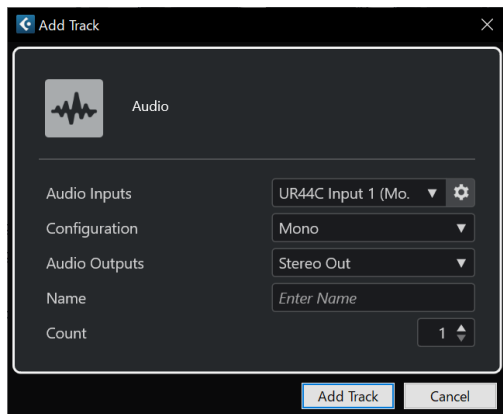 Add Track
Audio
Audio Inputs UR44C Input 1 (Mo.
Configuration Mono
Audio Outputs Stereo Out
Name Enter Name
Count 1
Add Track Cancel